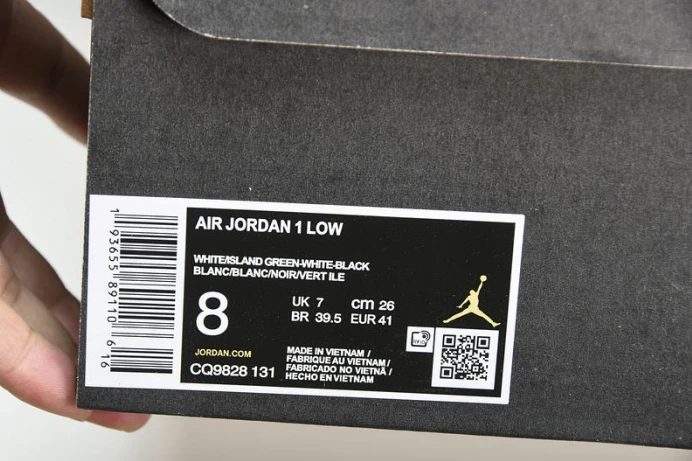 AIR JORDAN 1 LOW
WHITE/ISLAND GREEN-WHITE-BLACK
BLANC/BLANC/NOIR/VERT ILE
8
UK 7 cm 26
BR 39.5 EUR 41
JORDAN.COM
CQ9828 131
MADE IN VIETNAM /
FABRIQUE AU VIETNAM /
FABRICADO NO VIETNÃ /
HECHO EN VIETNAM
1 93655 89110 616